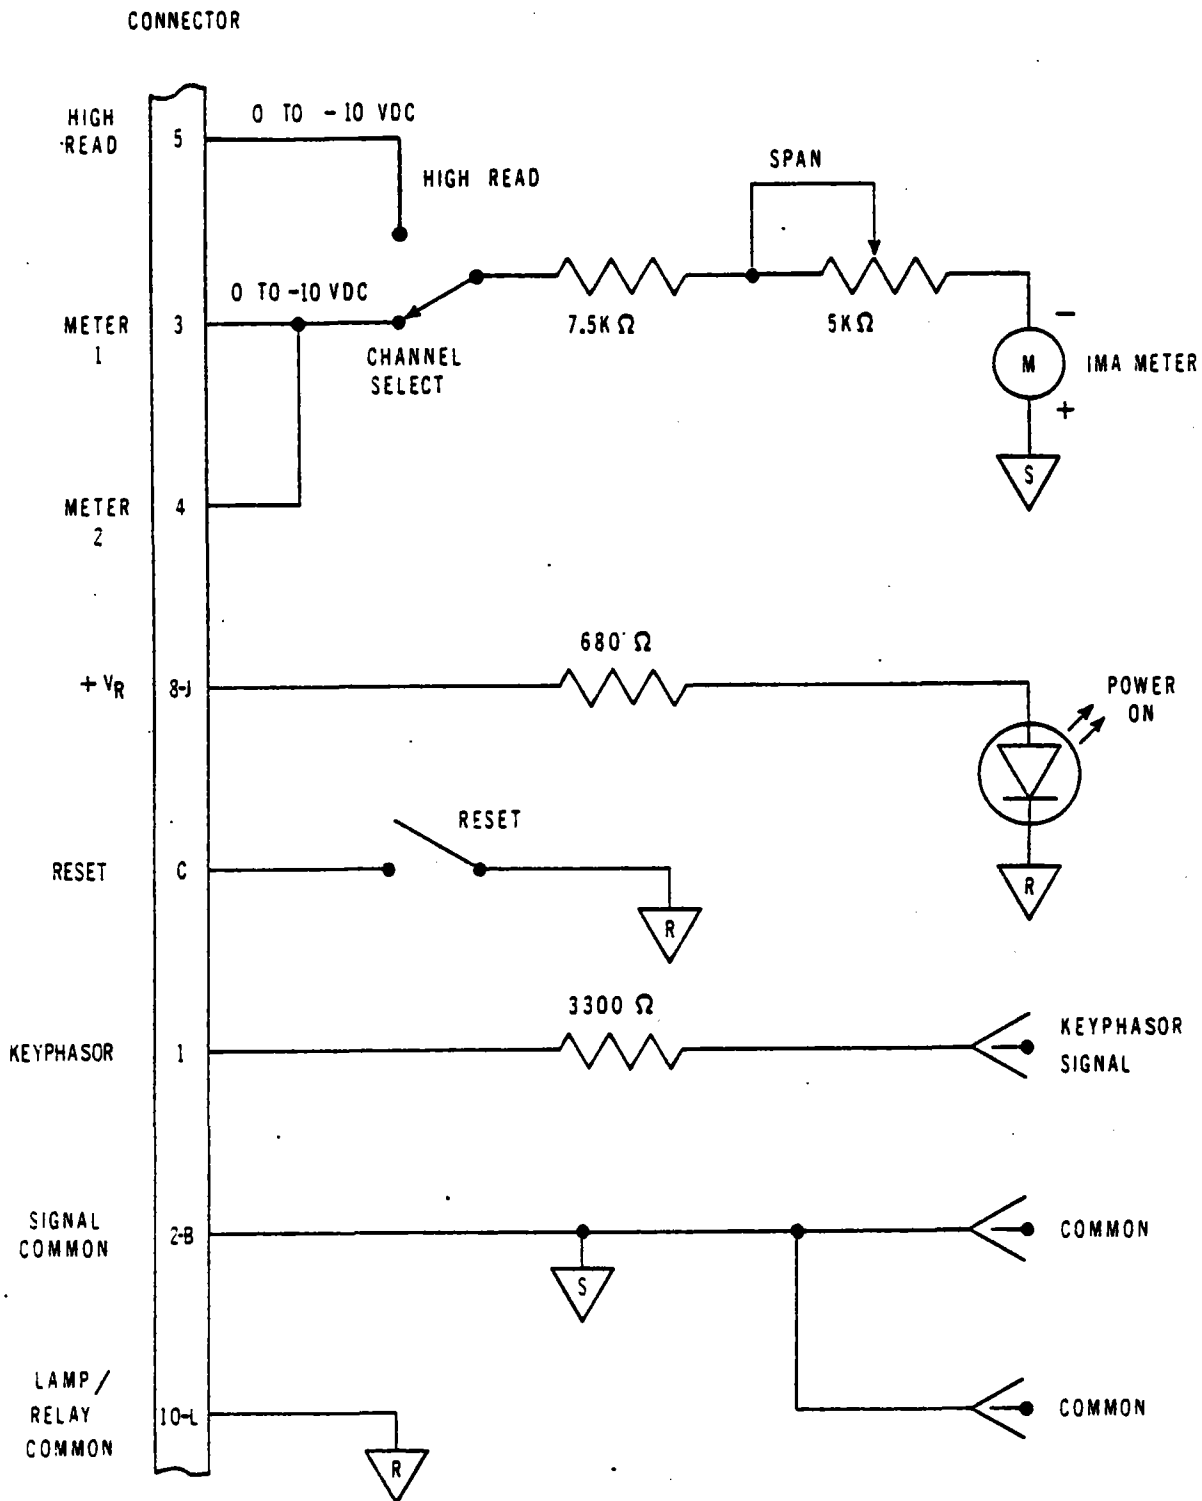 CONNECTOR
HIGH
READ
5
0 TO -10 VDC
HIGH READ
SPAN
0 TO -10 VDC
METER
1
3
CHANNEL
SELECT
7.5K Ω
5K Ω
-
M
IMA METER
+
S
METER
2
4
680 Ω
+ VR
8-J
POWER
ON
RESET
RESET
C
R
R
3300 Ω
KEYPHASOR
1
KEYPHASOR
SIGNAL
SIGNAL
COMMON
2-B
S
COMMON
LAMP/
RELAY
COMMON
10-L
R
COMMON